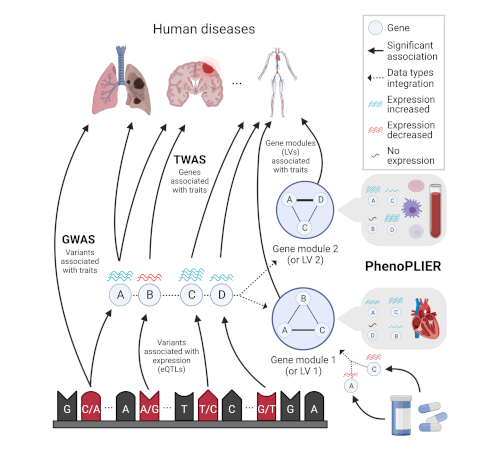 Human diseases
Gene
Significant
association
Data types
integration
Expression
increased
Expression
decreased
No
expression
...
TWAS
Genes
associated
with traits
Gene modules
(LVs)
associated
with traits
GWAS
Variants
associated
with traits
A D
C
Gene module 2
(or LV 2)
A C
B D
PhenoPLIER
A B C D
B
A C
Gene module 1
(or LV 1)
A C
D B
Variants
associated with
expression
(eQTLs)
C
A
G C/A ... A A/G ... T T/C C ... G/T G A